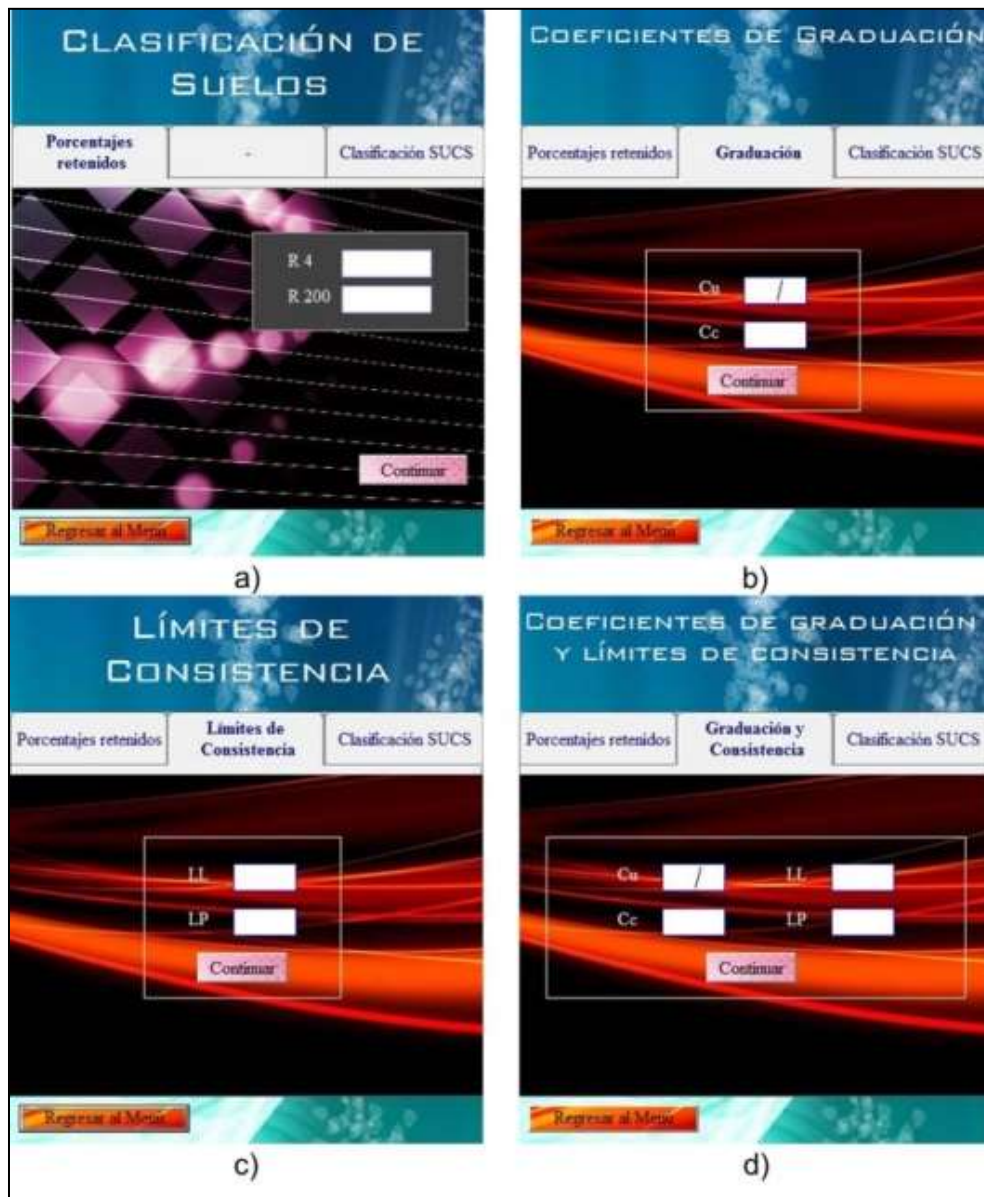 CLASIFICACIÓN DE
SUELOS
Porcentajes
retenidos
-
Clasificación SUCS
R 4
R 200
Continuar
Regresar al Menú
a)
COEFICIENTES DE GRADUACIÓN
Porcentajes retenidos
Graduación
Clasificación SUCS
Cu
/
Cc
Continuar
Regresar al Menú
b)
LÍMITES DE
CONSISTENCIA
Porcentajes retenidos
Límites de
Consistencia
Clasificación SUCS
LL
LP
Continuar
Regresar al Menú
c)
COEFICIENTES DE GRADUACIÓN
Y LÍMITES DE CONSISTENCIA
Porcentajes retenidos
Graduación y
Consistencia
Clasificación SUCS
Cu / LL
Cc LP
Continuar
Regresar al Menú
d)